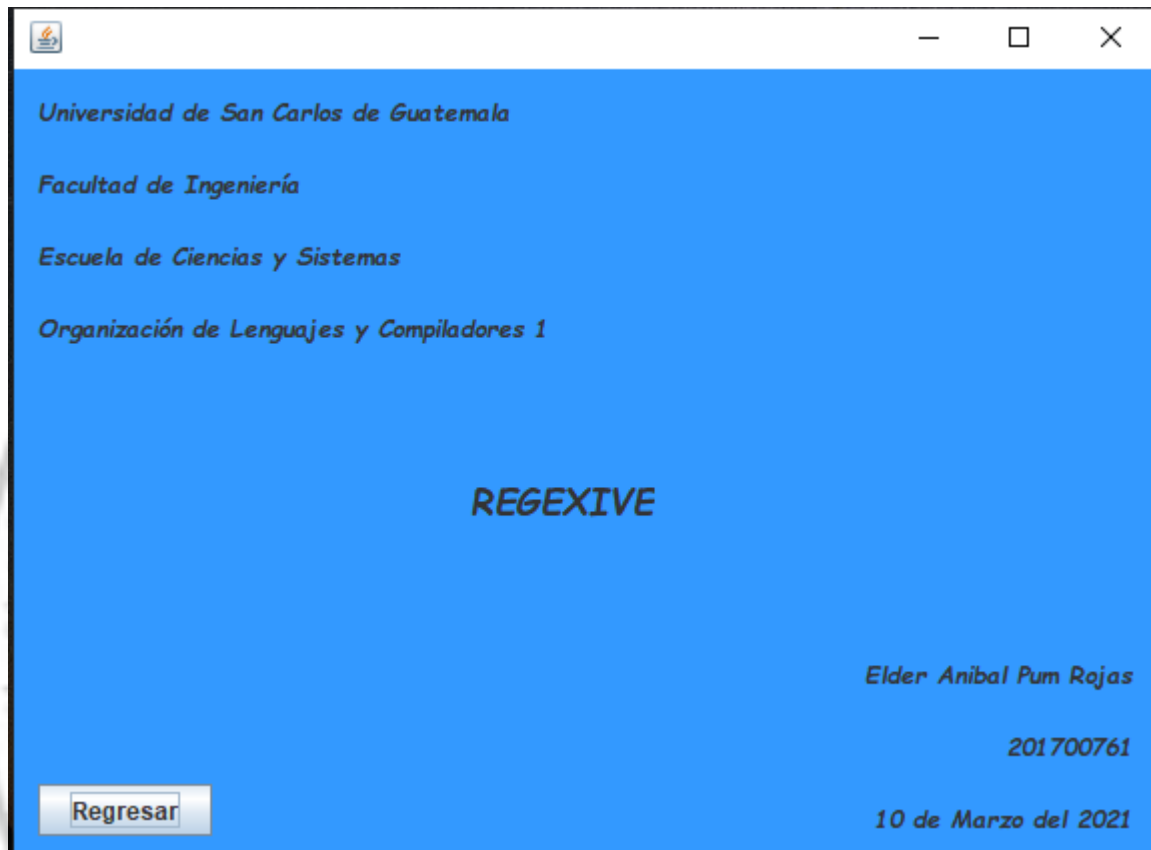 Universidad de San Carlos de Guatemala
Facultad de Ingeniería
Escuela de Ciencias y Sistemas
Organización de Lenguajes y Compiladores 1
REGEXIVE
Elder Anibal Pum Rojas
201700761
10 de Marzo del 2021
Regresar